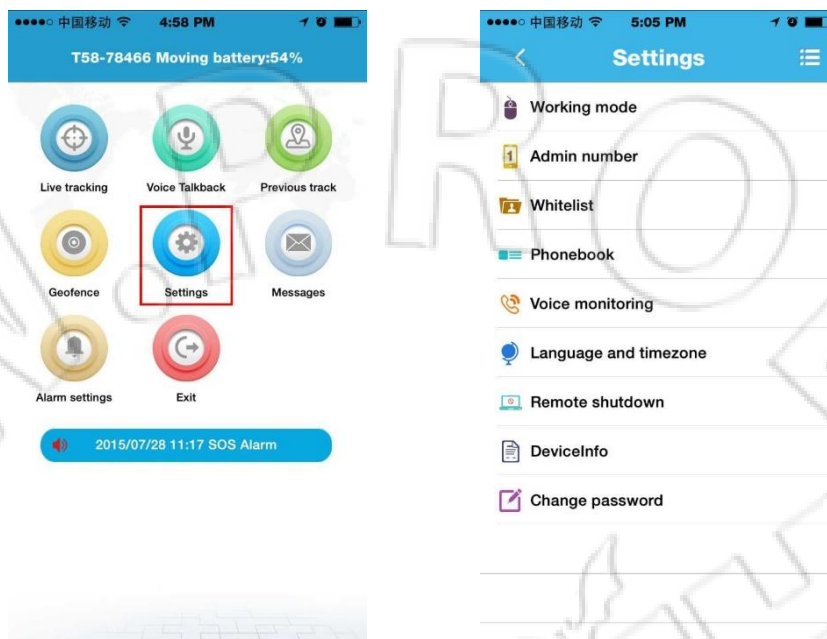 中国移动 4:58 PM
T58-78466 Moving battery:54%
Live tracking
Voice Talkback
Previous track
Geofence
Settings
Messages
Alarm settings
Exit
2015/07/28 11:17 SOS Alarm
中国移动 5:05 PM
Settings
Working mode
1 Admin number
Whitelist
Phonebook
Voice monitoring
Language and timezone
Remote shutdown
DeviceInfo
Change password